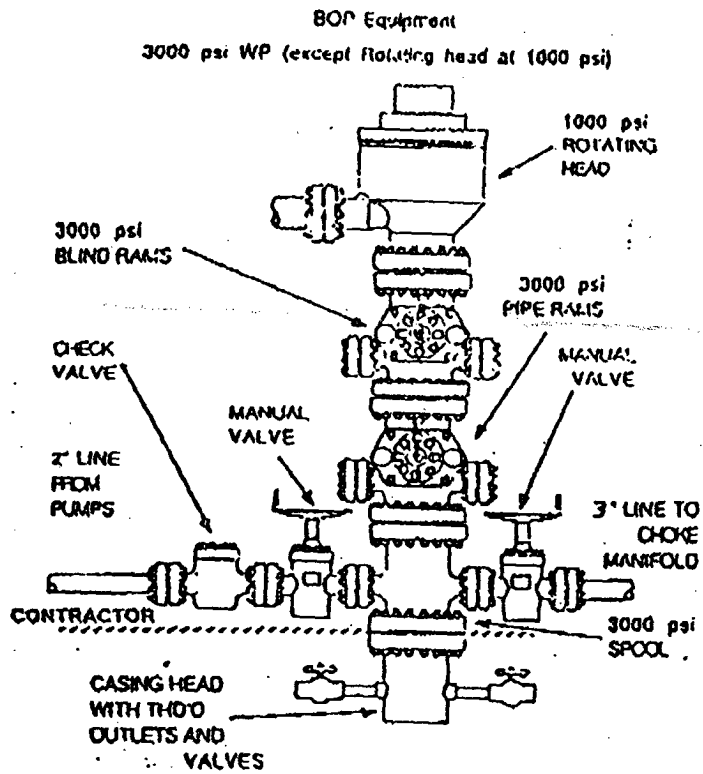 BOP Equipment
3000 psi WP (except Rotating head at 1000 psi)
1000 psi
ROTATING
HEAD
3000 psi
BLIND RAMS
3000 psi
PIPE RAMS
CHECK
VALVE
MANUAL
VALVE
MANUAL
VALVE
2" LINE
FROM
PUMPS
3" LINE TO
CHOKE
MANIFOLD
CONTRACTOR
3000 psi
SPOOL
CASING HEAD
WITH THD'D
OUTLETS AND
VALVES